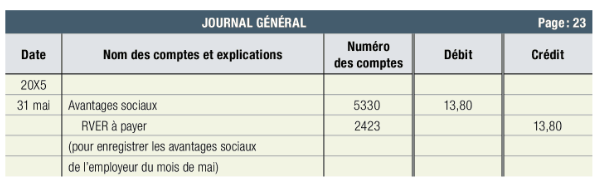 JOURNAL GÉNÉRAL Page : 23
Date Nom des comptes et explications Numéro des comptes Débit Crédit
20X5
31 mai Avantages sociaux 5330 13,80
RVER à payer 2423 13,80
(pour enregistrer les avantages sociaux
de l’employeur du mois de mai)